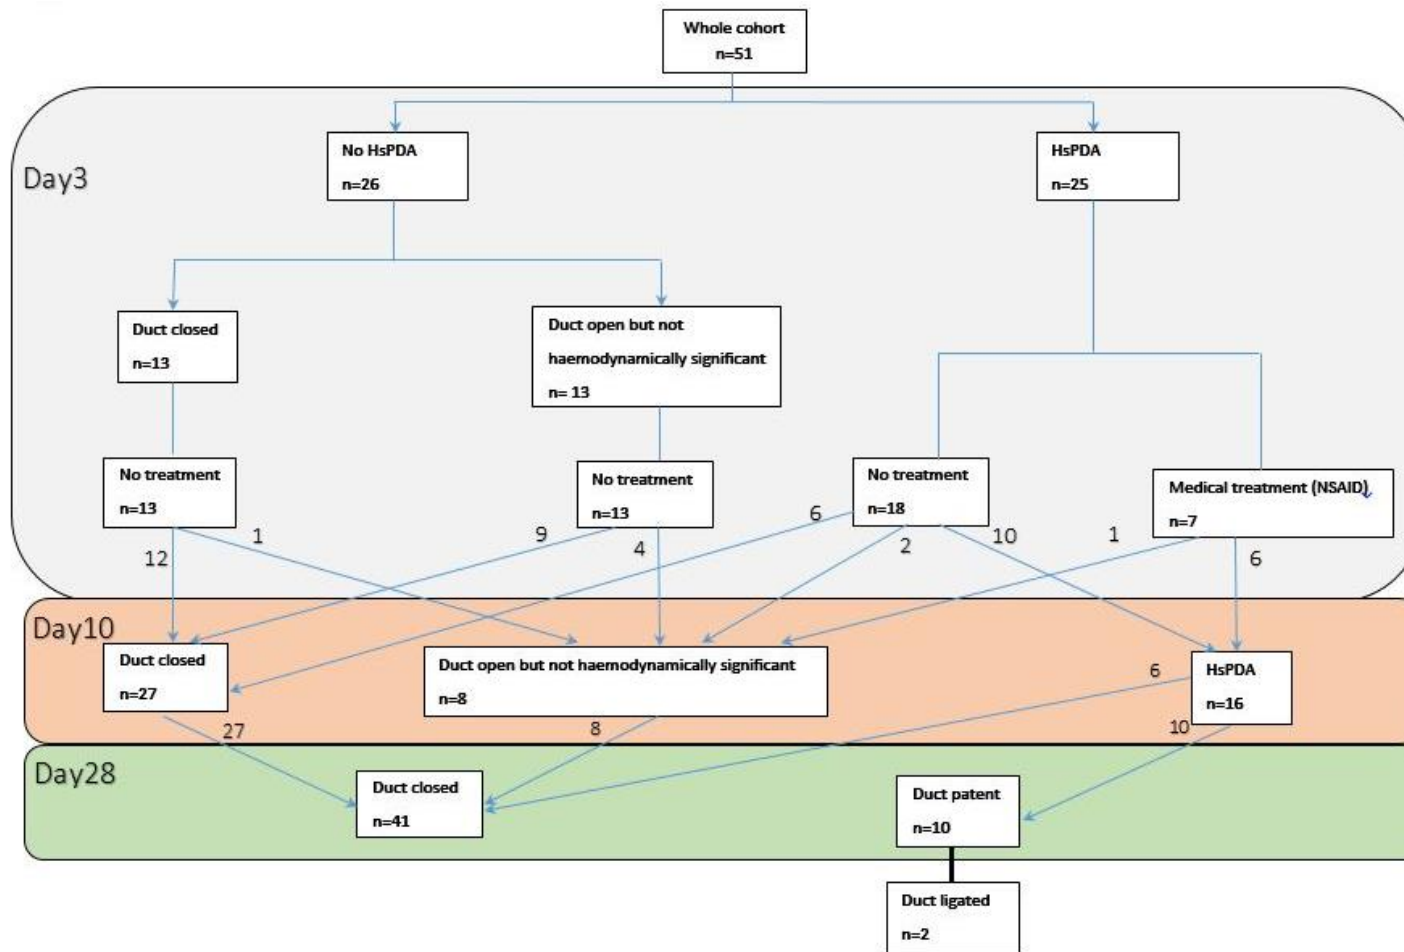 Whole cohort
n=51
Day3
No HsPDA
n=26
HsPDA
n=25
Duct closed
n=13
Duct open but not
haemodynamically significant
n= 13
No treatment
n=13
No treatment
n=13
No treatment
n=18
Medical treatment (NSAID)
n=7
12
1
9
4
6
2
10
1
6
Day10
Duct closed
n=27
Duct open but not haemodynamically significant
n=8
HsPDA
n=16
27
8
6
10
Day28
Duct closed
n=41
Duct patent
n=10
Duct ligated
n=2